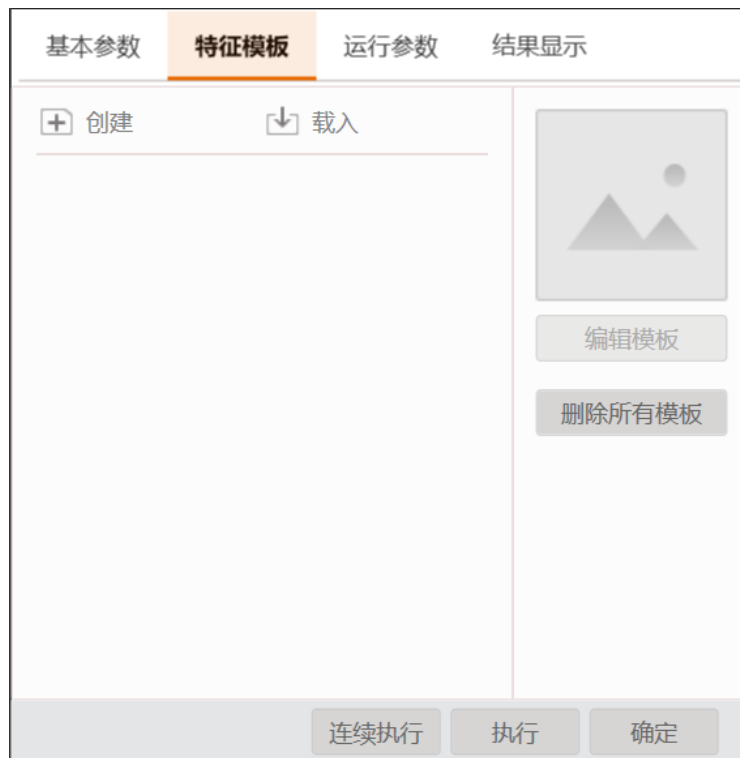 基本参数 特征模板 运行参数 结果显示
创建 载入
编辑模板
删除所有模板
连续执行 执行 确定